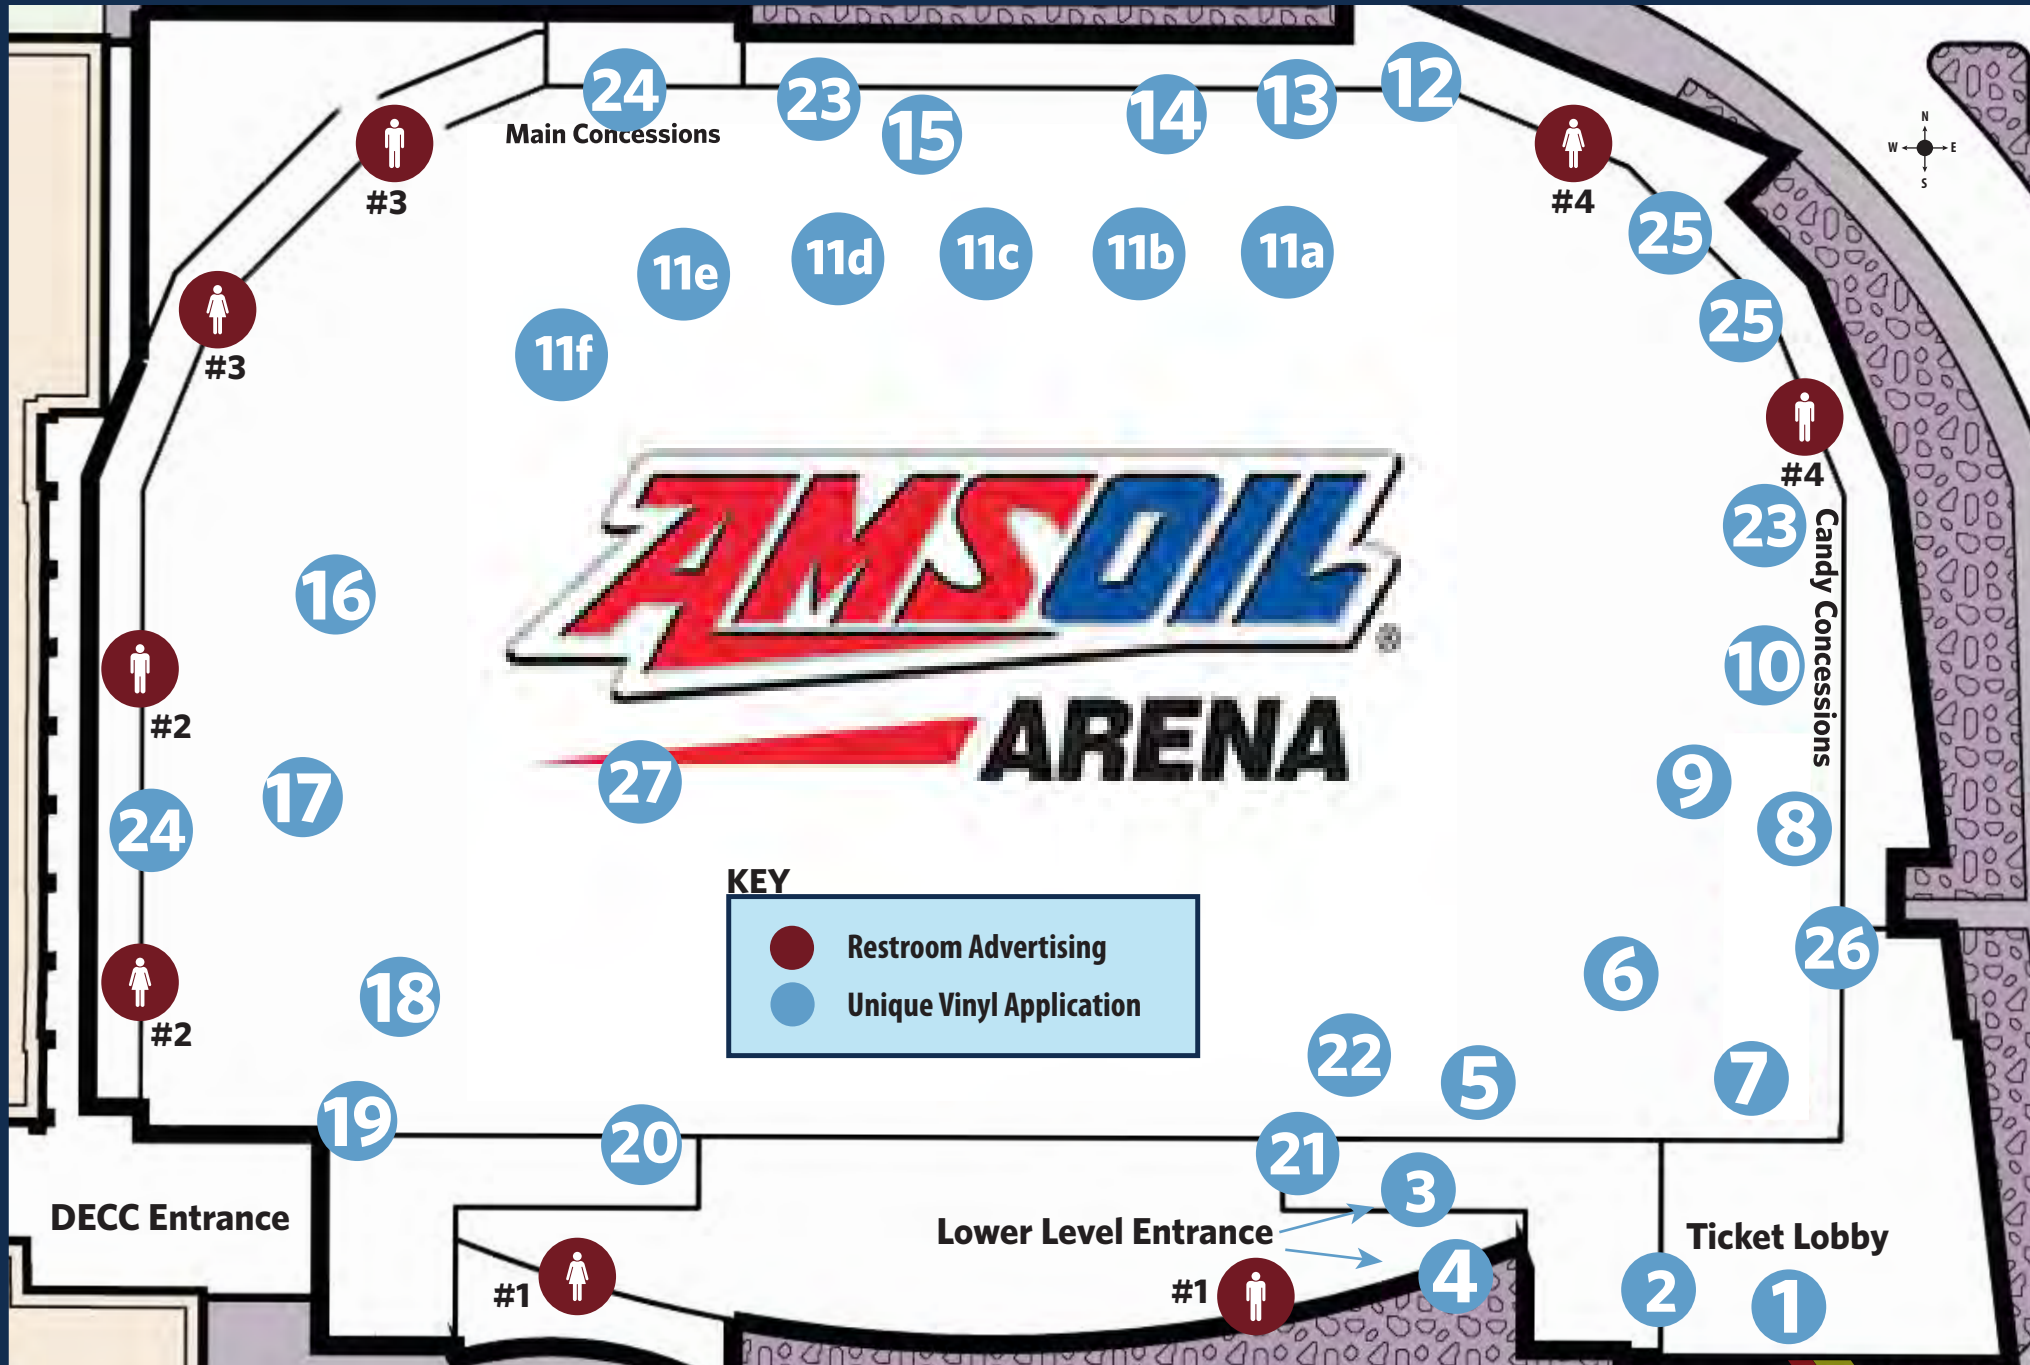 24
23
15
14
13
12
Main Concessions
N
W E
S
#3
#4
25
11e
11d
11c
11b
11a
#3
11f
25
#4
AMSOIL
®
ARENA
23
Candy Concessions
16
10
#2
17
27
9
24
8
KEY
Restroom Advertising
Unique Vinyl Application
26
6
18
#2
22
5
7
19
20
21
3
DECC Entrance
Lower Level Entrance
Ticket Lobby
#1
#1
4
2
1